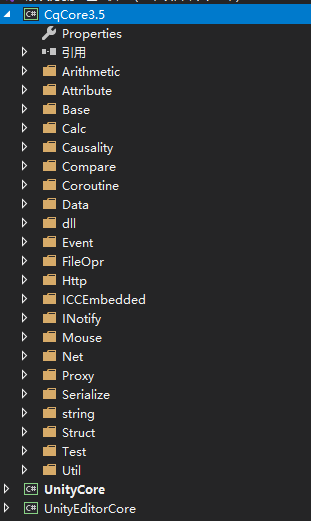 CqCore3.5
Properties
引用
Arithmetic
Attribute
Base
Calc
Causality
Compare
Coroutine
Data
dll
Event
FileOpr
Http
ICCEmbedded
INotify
Mouse
Net
Proxy
Serialize
string
Struct
Test
Util
UnityCore
UnityEditorCore